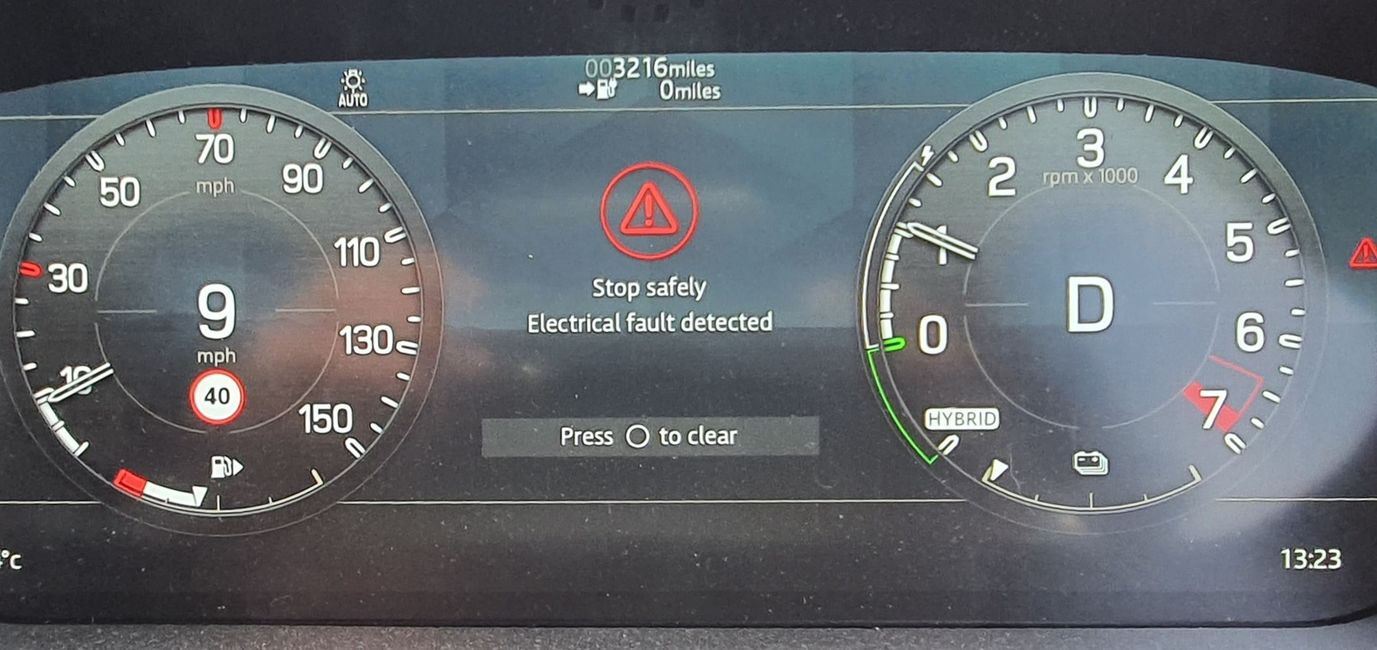 003216miles
0miles
AUTO
50
70
90
mph
30
110
9
mph
130
10
40
150
Stop safely
Electrical fault detected
Press O to clear
2
3
4
rpm x 1000
1
5
0
D
6
HYBRID
7
°c
13:23